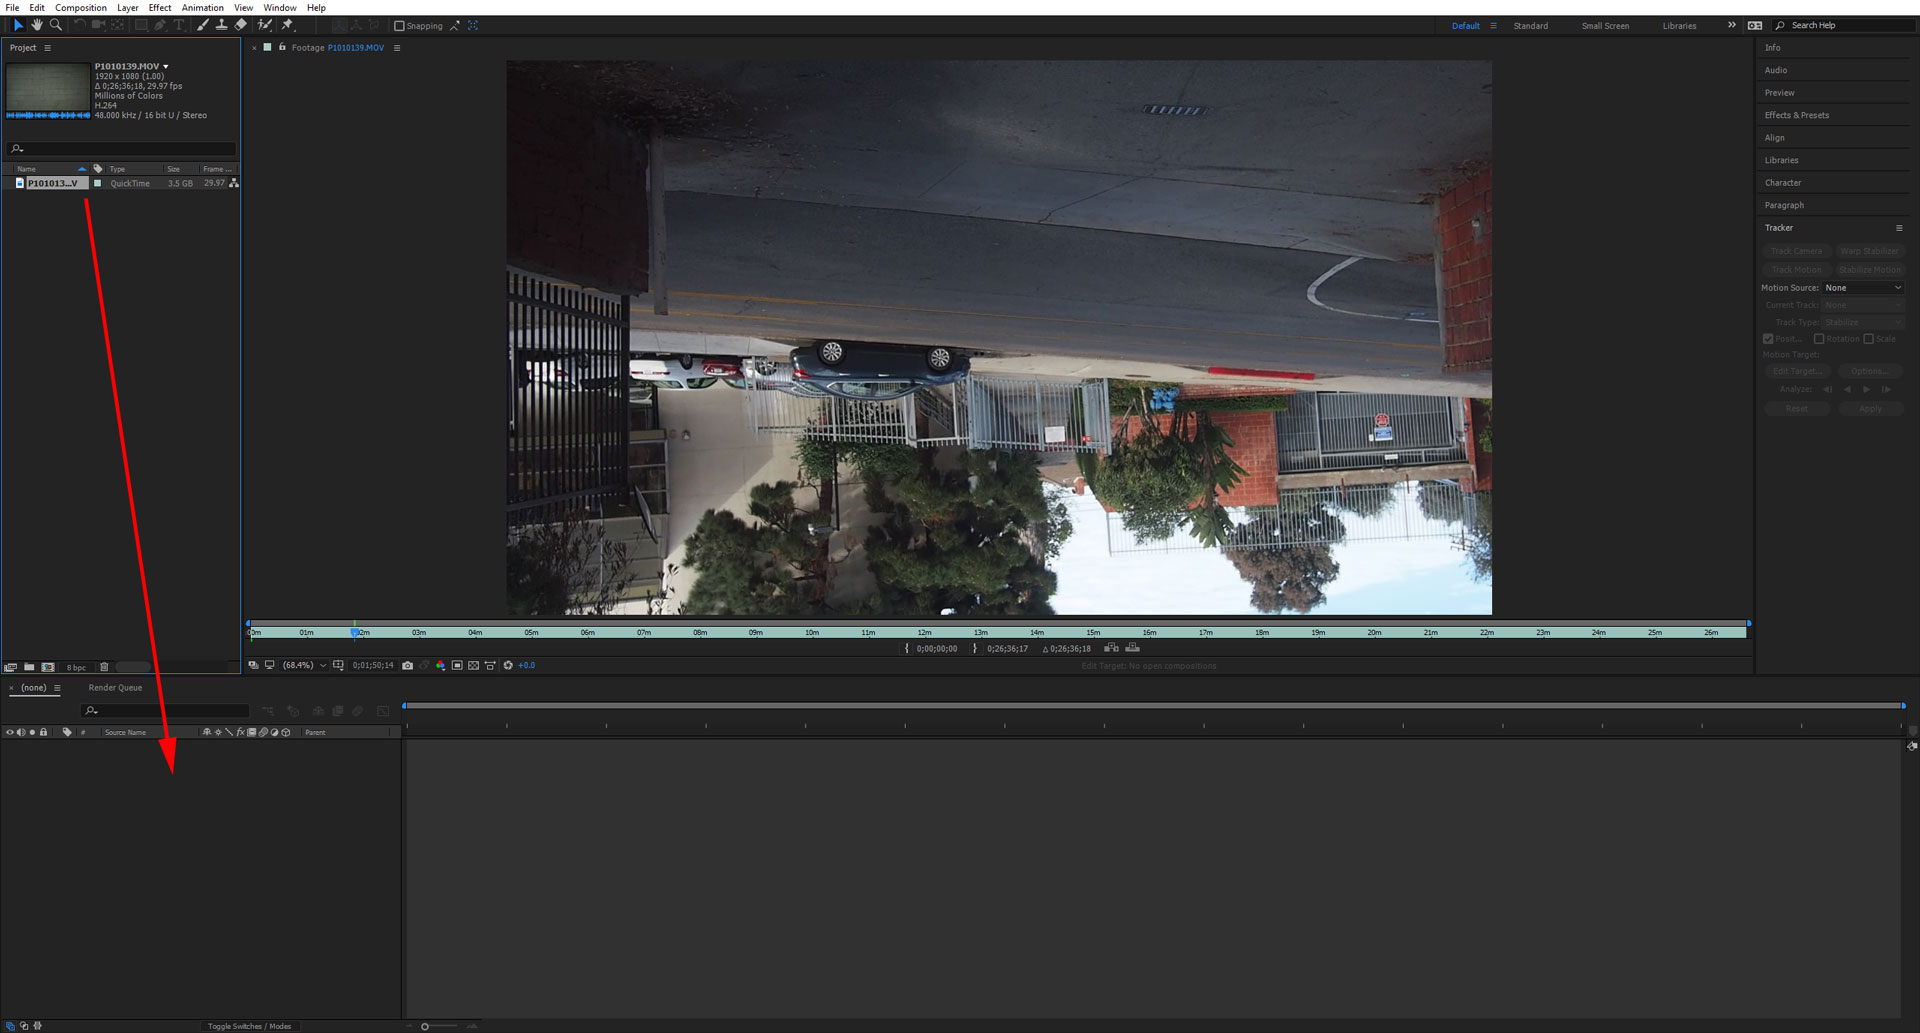 File Edit Composition Layer Effect Animation View Window Help
Snapping Default Standard Small Screen Libraries Search Help
Project
P1010139.MOV
1920 x 1080 (1.00)
Δ 0;26;36;18, 29.97 fps
Millions of Colors
H.264
48.000 kHz / 16 bit U / Stereo
Name Type Size Frame ...
P101013...V QuickTime 3.5 GB 29.97
Footage P1010139.MOV
00m 01m 02m 03m 04m 05m 06m 07m 08m 09m 10m 11m 12m 13m 14m 15m 16m 17m 18m 19m 20m 21m 22m 23m 24m 25m 26m
0;00;00;00 0;26;36;17 Δ 0;26;36;18
(68.4%) 0;01;50;14 +0.0 Edit Target: No open compositions
Info
Audio
Preview
Effects & Presets
Align
Libraries
Character
Paragraph
Tracker
Track Camera Warp Stabilizer
Track Motion Stabilize Motion
Motion Source: None
Current Track: None
Track Type: Stabilize
Posit... Rotation Scale
Motion Target:
Edit Target... Options...
Analyze:
Reset Apply
8 bpc
(none) Render Queue
# Source Name fx Parent
Toggle Switches / Modes